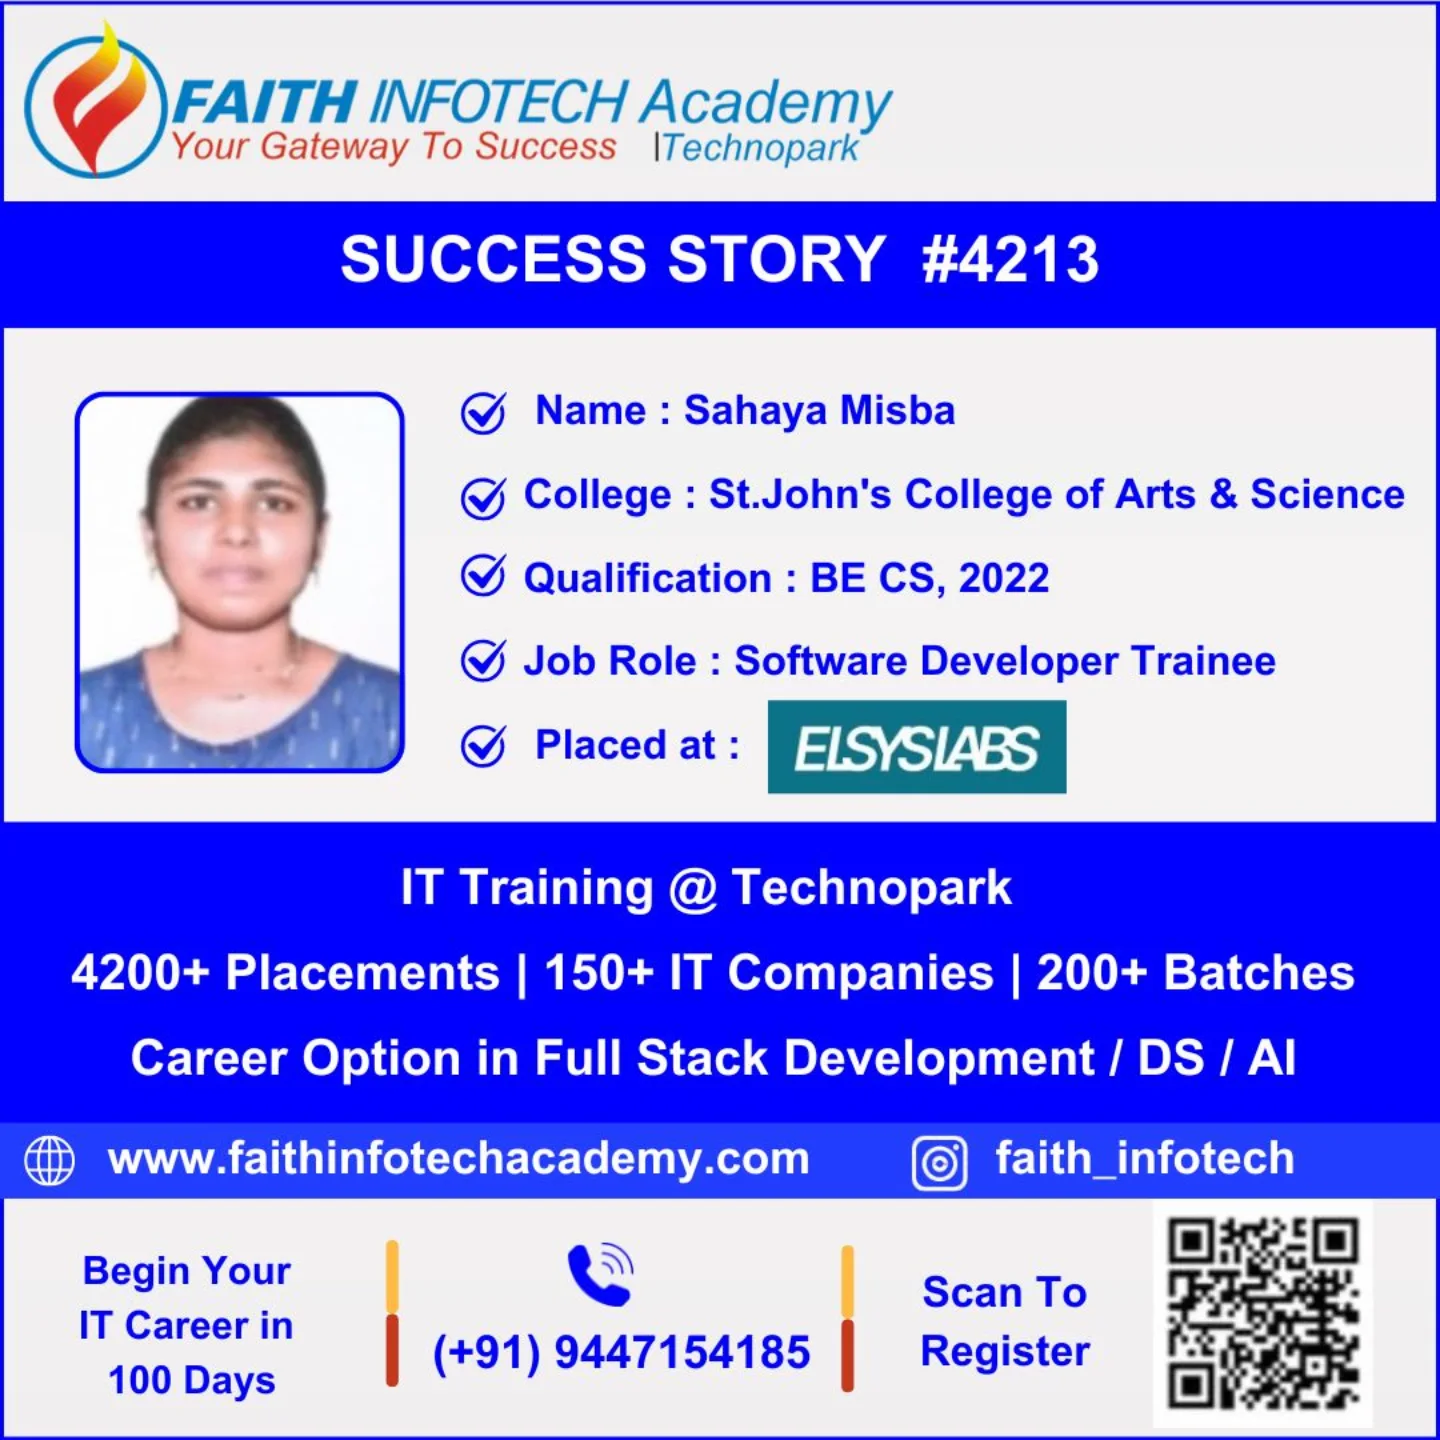 FAITH INFOTECH Academy
Your Gateway To Success |Technopark
SUCCESS STORY #4213
Name : Sahaya Misba
College : St.John's College of Arts & Science
Qualification : BE CS, 2022
Job Role : Software Developer Trainee
Placed at : ELSYSLABS
IT Training @ Technopark
4200+ Placements | 150+ IT Companies | 200+ Batches
Career Option in Full Stack Development / DS / AI
www.faithinfotechacademy.com faith_infotech
Begin Your
IT Career in
100 Days
(+91) 9447154185
Scan To
Register